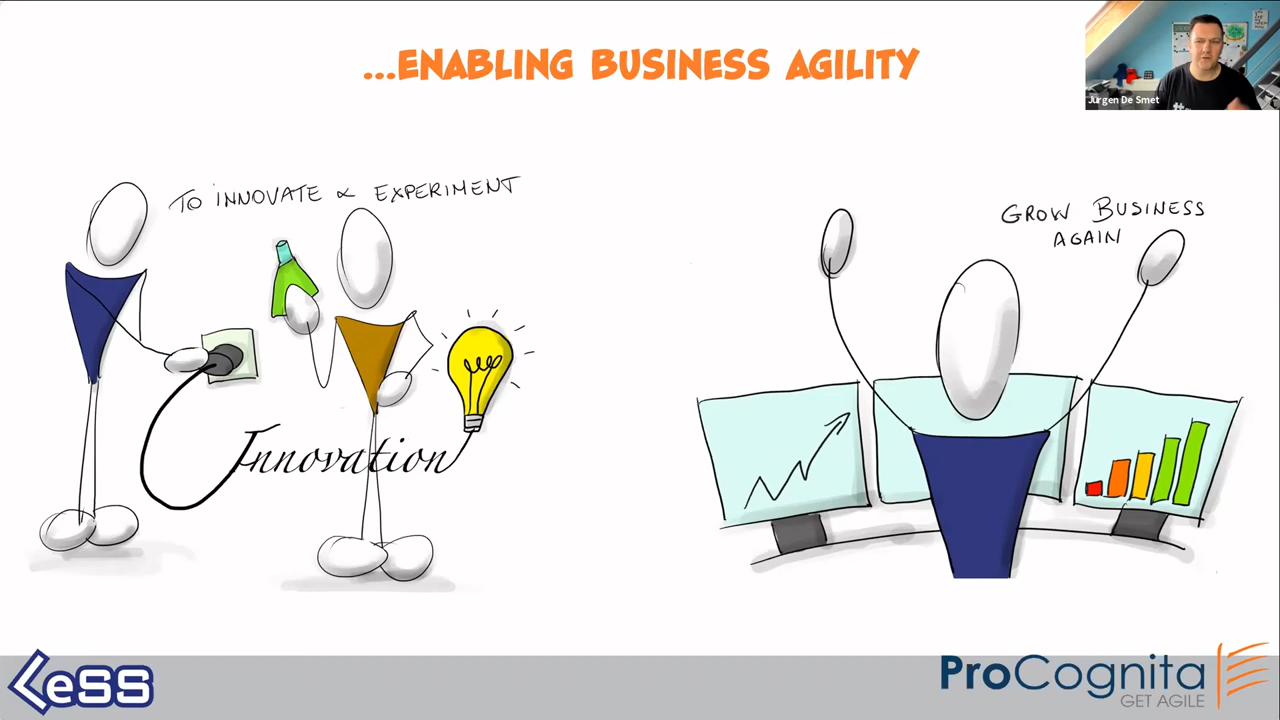 ...ENABLING BUSINESS AGILITY
Jurgen De Smet
TO INNOVATE & EXPERIMENT
GROW BUSINESS
AGAIN
Innovation
LeSS
ProCognita
GET AGILE